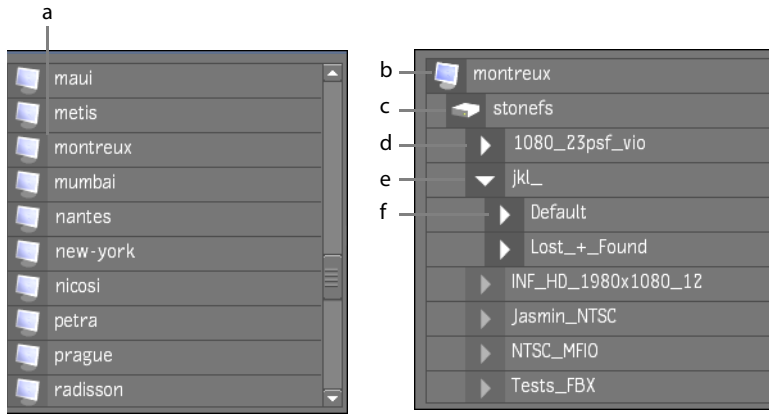 a
maui
metis
montreux
mumbai
nantes
new-york
nicosi
petra
prague
radisson
b
montreux
c
stonefs
d
1080_23psf_vio
e
jkl_
f
Default
Lost_+_Found
INF_HD_1980x1080_12
Jasmin_NTSC
NTSC_MFIO
Tests_FBX